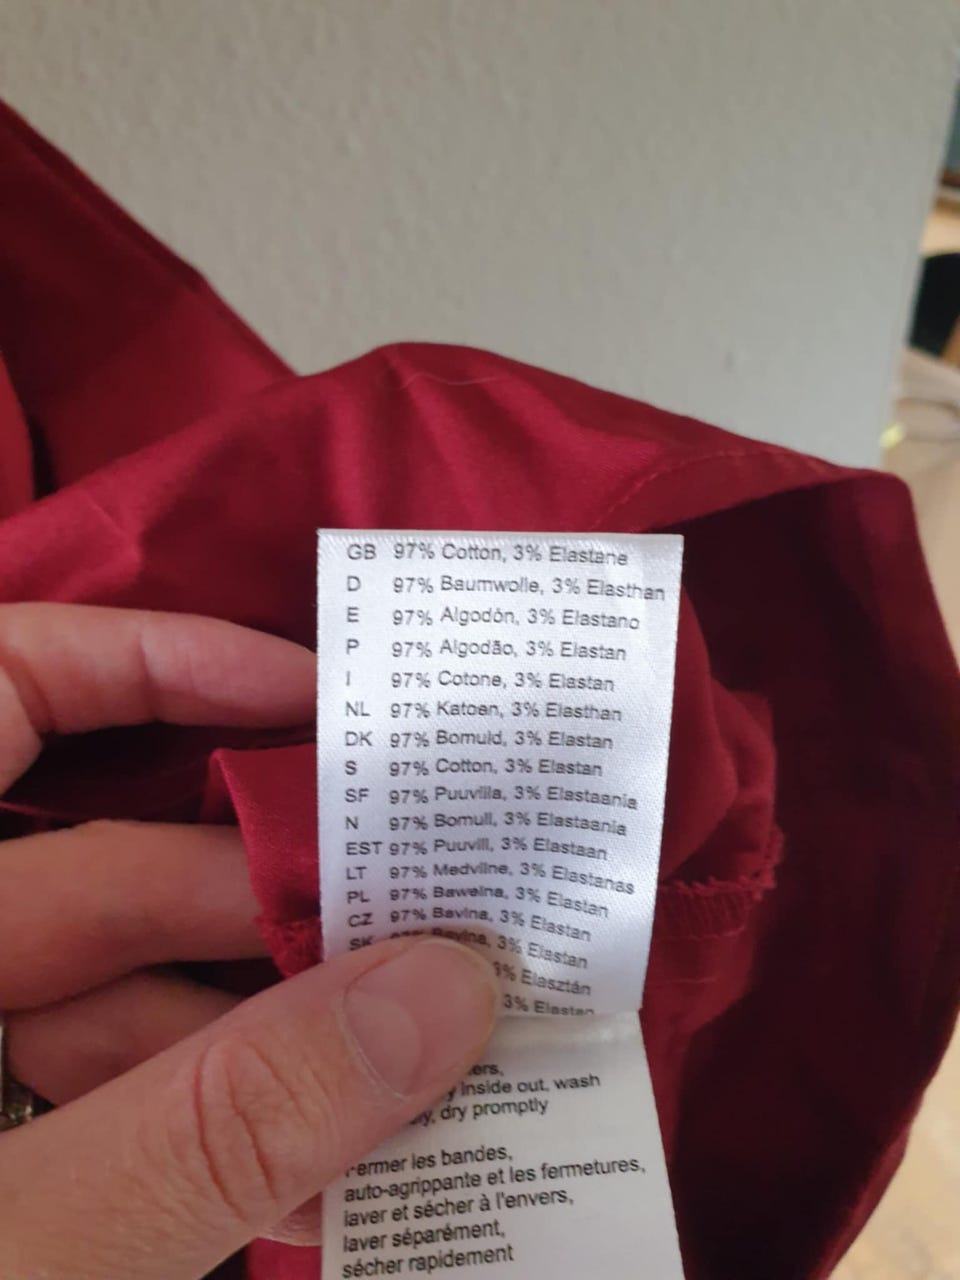 GB 97% Cotton, 3% Elastane
D 97% Baumwolle, 3% Elasthan
E 97% Algodón, 3% Elastano
P 97% Algodão, 3% Elastan
I 97% Cotone, 3% Elastan
NL 97% Katoen, 3% Elasthan
DK 97% Bomuld, 3% Elastan
S 97% Cotton, 3% Elastan
SF 97% Puuvilla, 3% Elastaania
N 97% Bomull, 3% Elastaania
EST 97% Puuvill, 3% Elastaan
LT 97% Medvilne, 3% Elastanas
PL 97% Bawelna, 3% Elastan
CZ 97% Bavlna, 3% Elastan
SK 97% Bavlna, 3% Elastan
3% Elasztán
3% Elastan
inside out, wash
dry promptly
Fermer les bandes,
auto-agrippante et les fermetures,
laver et sécher à l'envers,
laver séparément,
sécher rapidement